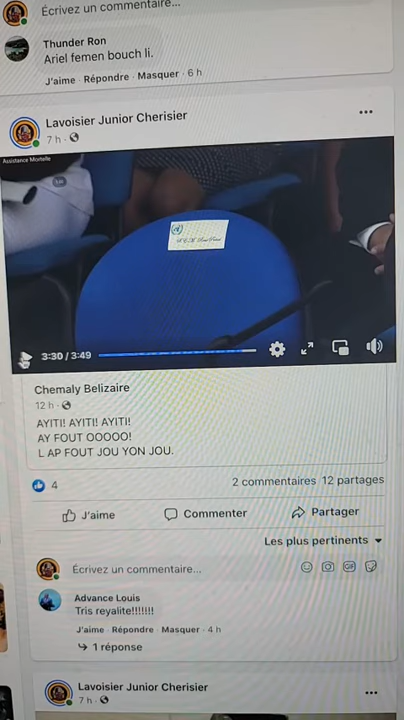 Écrivez un commentaire...
Thunder Ron
Ariel femen bouch li.
J'aime · Répondre · Masquer · 6 h
Lavoisier Junior Cherisier
7 h ·
Assistance Mortelle
3:30 / 3:49
Chemaly Belizaire
12 h ·
AYITI! AYITI! AYITI!
AY FOUT OOOOO!
L AP FOUT JOU YON JOU.
4
2 commentaires 12 partages
J'aime
Commenter
Partager
Les plus pertinents
Écrivez un commentaire...
GIF
Advance Louis
Tris reyalite!!!!!!!
J'aime · Répondre · Masquer · 4 h
1 réponse
Lavoisier Junior Cherisier
7 h ·